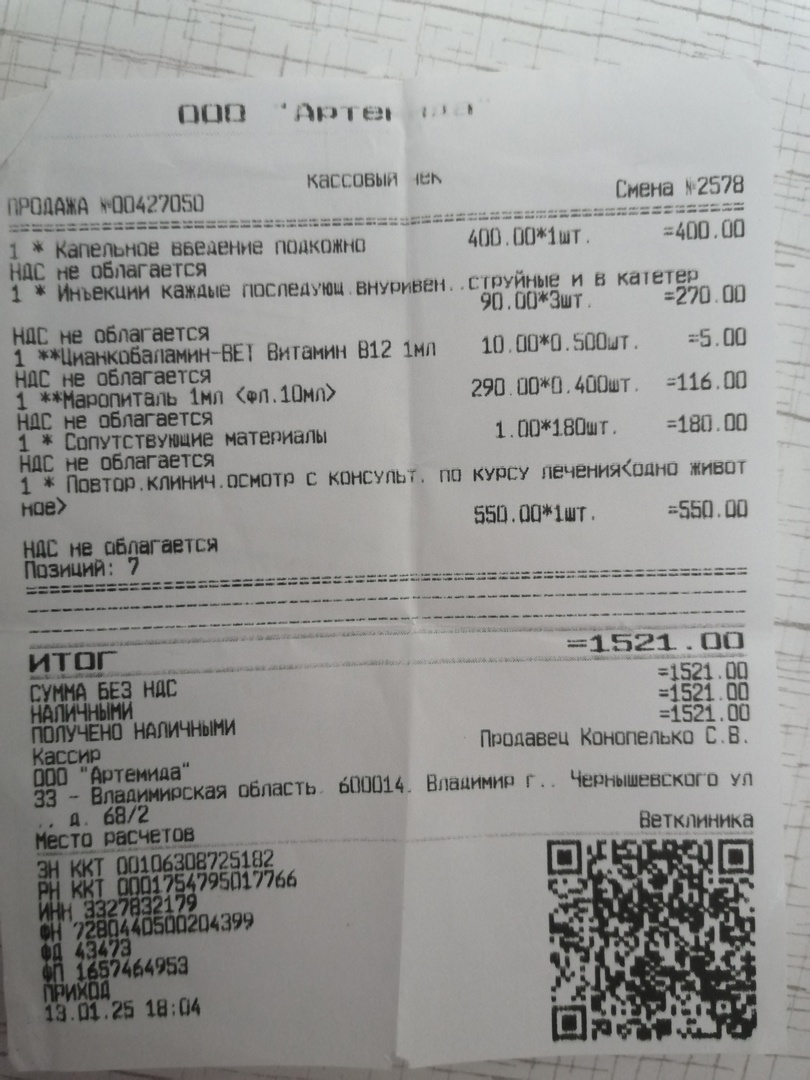 ООО "Артемида"
КАССОВЫЙ ЧЕК
ПРОДАЖА №00427050 Смена №2578
1 * Капельное введение подкожно 400.00*1шт. =400.00
НДС не облагается
1 * Инъекции каждые последующ.внуривен..струйные и в катетер
90.00*3шт. =270.00
НДС не облагается
1 **Цианкобаламин-ВЕТ Витамин В12 1мл 10.00*0.500шт. =5.00
НДС не облагается
1 **Маропиталь 1мл <фл.10мл> 290.00*0.400шт. =116.00
НДС не облагается
1 * Сопутствующие материалы 1.00*180шт. =180.00
НДС не облагается
1 * Повтор.клинич.осмотр с консульт. по курсу лечения<одно живот
ное> 550.00*1шт. =550.00
НДС не облагается
Позиций: 7
ИТОГ =1521.00
СУММА БЕЗ НДС =1521.00
НАЛИЧНЫМИ =1521.00
ПОЛУЧЕНО НАЛИЧНЫМИ =1521.00
Кассир Продавец Конопелько С.В.
ООО "Артемида"
33 - Владимирская область. 600014. Владимир г.. Чернышевского ул
.. д. 68/2
Место расчетов Ветклиника
ЗН ККТ 00106308725182
РН ККТ 0001754795017766
ИНН 3327832179
ФН 7280440500204399
ФД 43473
ФП 1657464953
ПРИХОД
13.01.25 18:04